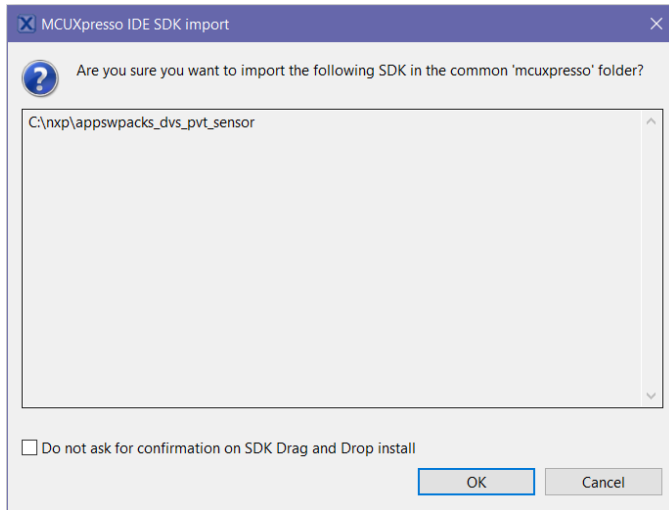 MCUXpresso IDE SDK import
Are you sure you want to import the following SDK in the common 'mcuxpresso' folder?
C:\nxp\appswpacks_dvs_pvt_sensor
Do not ask for confirmation on SDK Drag and Drop install
OK
Cancel